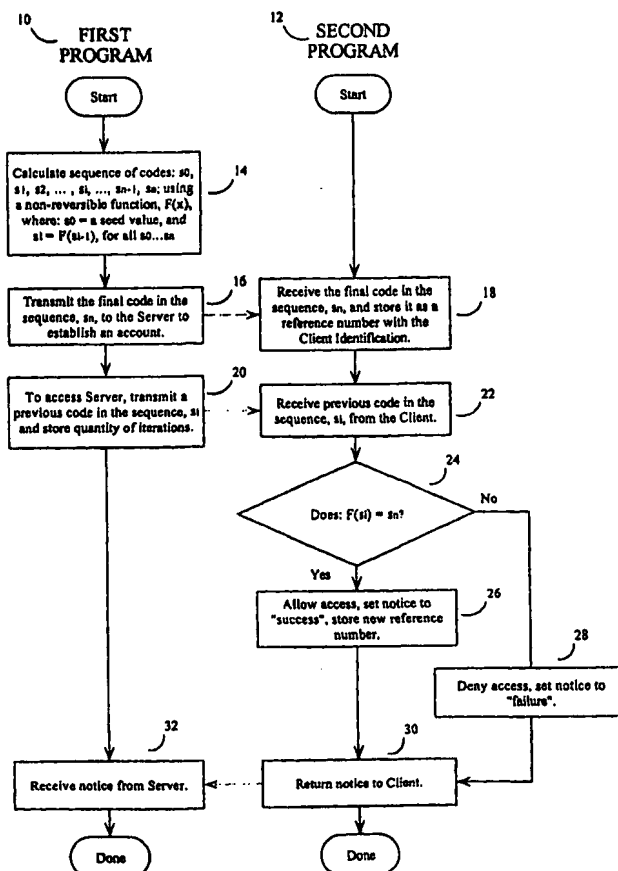 10
FIRST
PROGRAM
12
SECOND
PROGRAM
Start
Start
Calculate sequence of codes: s0,
s1, s2, ... , si, ..., sn-1, sn; using
a non-reversible function, F(x),
where: s0 = a seed value, and
si = F(si-1), for all s0...sn
14
Transmit the final code in the
sequence, sn, to the Server to
establish an account.
16
Receive the final code in the
sequence, sn, and store it as a
reference number with the
Client Identification.
18
To access Server, transmit a
previous code in the sequence, si
and store quantity of iterations.
20
Receive previous code in the
sequence, si, from the Client.
22
Does: F(si) = sn?
24
No
Yes
Allow access, set notice to
"success", store new reference
number.
26
Deny access, set notice to
"failure".
28
Receive notice from Server.
32
Return notice to Client.
30
Done
Done